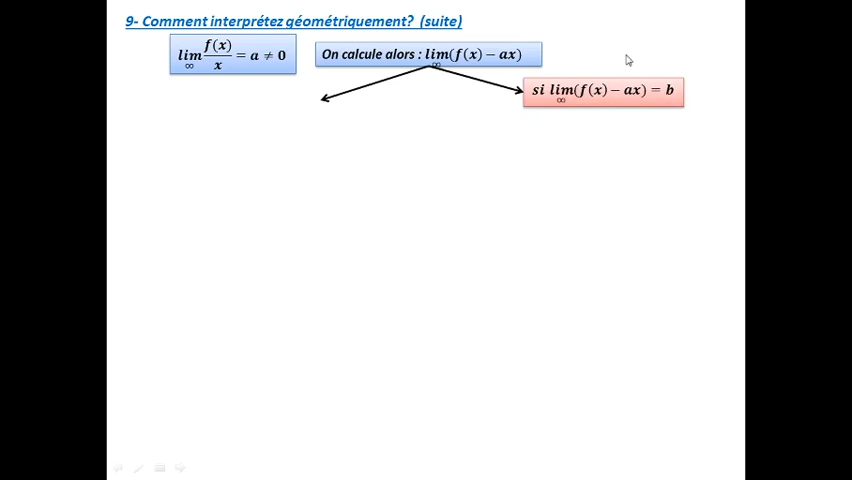 9- Comment interprétez géométriquement? (suite)
lim f(x)/x = a ≠ 0
∞
On calcule alors : lim(f(x) − ax)
∞
si lim(f(x) − ax) = b
∞